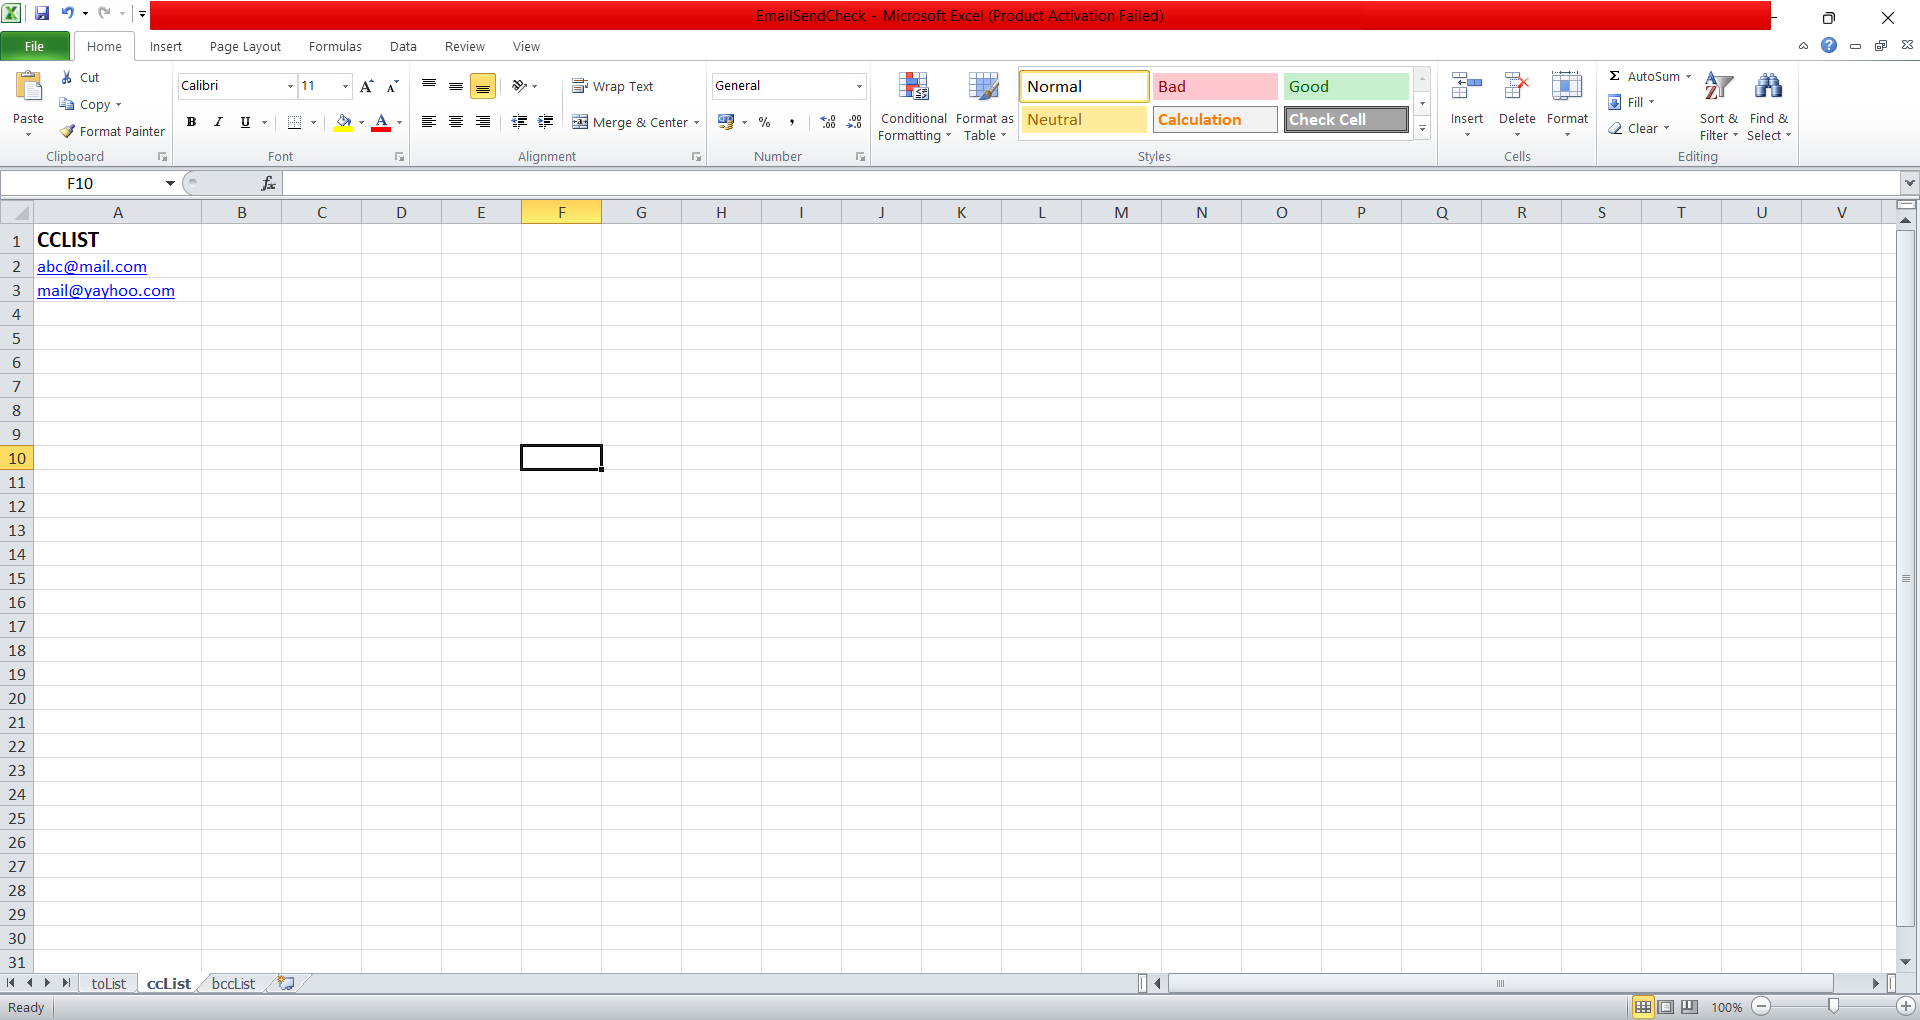 EmailSendCheck - Microsoft Excel (Product Activation Failed)
File Home Insert Page Layout Formulas Data Review View
Paste
Cut
Copy
Format Painter
Clipboard
Calibri 11
B I U
Font
Wrap Text
Merge & Center
Alignment
General
%
Number
Conditional Formatting
Format as Table
Normal Bad Good
Neutral Calculation Check Cell
Styles
Insert Delete Format
Cells
Σ AutoSum
Fill
Clear
Sort & Filter
Find & Select
Editing
F10 fx
A B C D E F G H I J K L M N O P Q R S T U V
1 CCLIST
2 abc@mail.com
3 mail@yayhoo.com
4
5
6
7
8
9
10
11
12
13
14
15
16
17
18
19
20
21
22
23
24
25
26
27
28
29
30
31
toList ccList bccList
Ready 100%